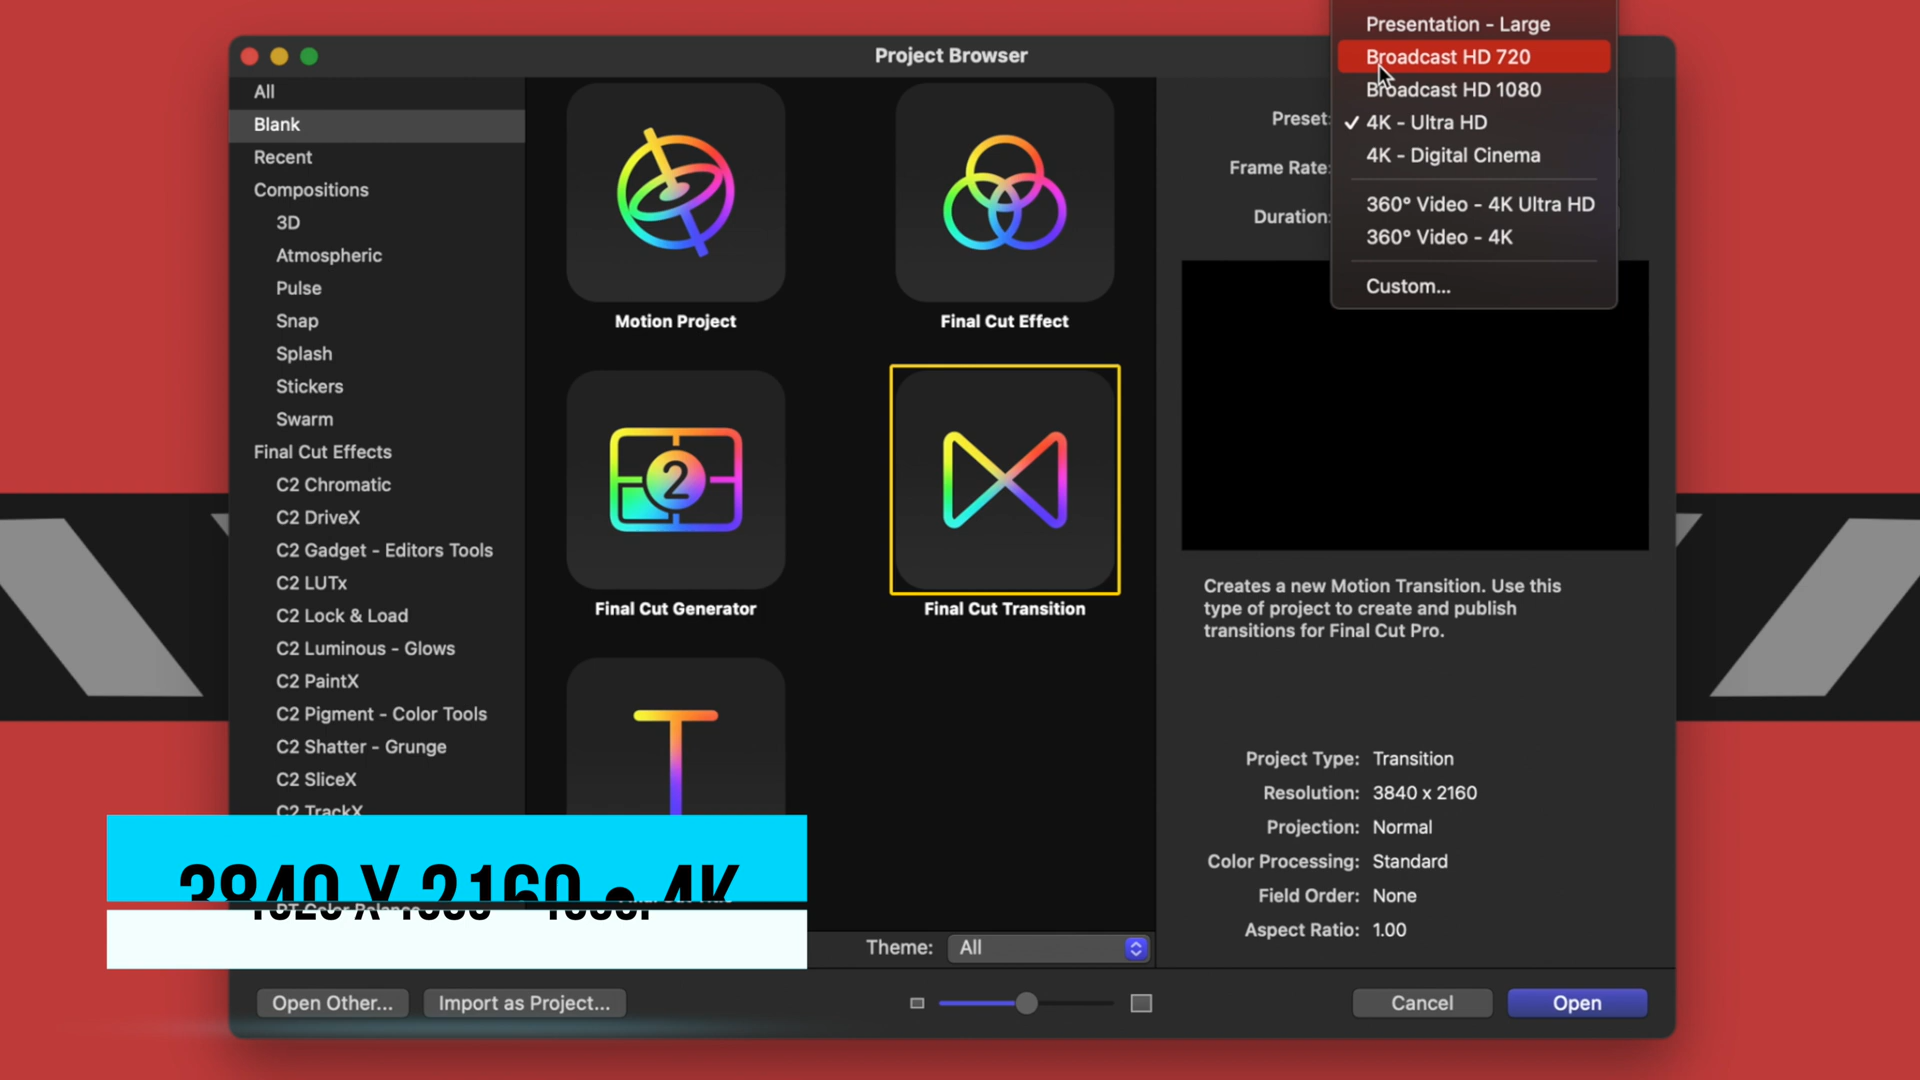 Project Browser
All
Blank
Recent
Compositions
3D
Atmospheric
Pulse
Snap
Splash
Stickers
Swarm
Final Cut Effects
C2 Chromatic
C2 DriveX
C2 Gadget - Editors Tools
C2 LUTx
C2 Lock & Load
C2 Luminous - Glows
C2 PaintX
C2 Pigment - Color Tools
C2 Shatter - Grunge
C2 SliceX
C2 TrackX
Motion Project
Final Cut Effect
2
Final Cut Generator
Final Cut Transition
Preset:
Frame Rate:
Duration:
Presentation - Large
Broadcast HD 720
Broadcast HD 1080
✓ 4K - Ultra HD
4K - Digital Cinema
360° Video - 4K Ultra HD
360° Video - 4K
Custom...
Creates a new Motion Transition. Use this
type of project to create and publish
transitions for Final Cut Pro.
Project Type: Transition
Resolution: 3840 x 2160
Projection: Normal
Color Processing: Standard
Field Order: None
Aspect Ratio: 1.00
3840 X 2160 • 4K
Theme: All
Open Other...
Import as Project...
Cancel
Open